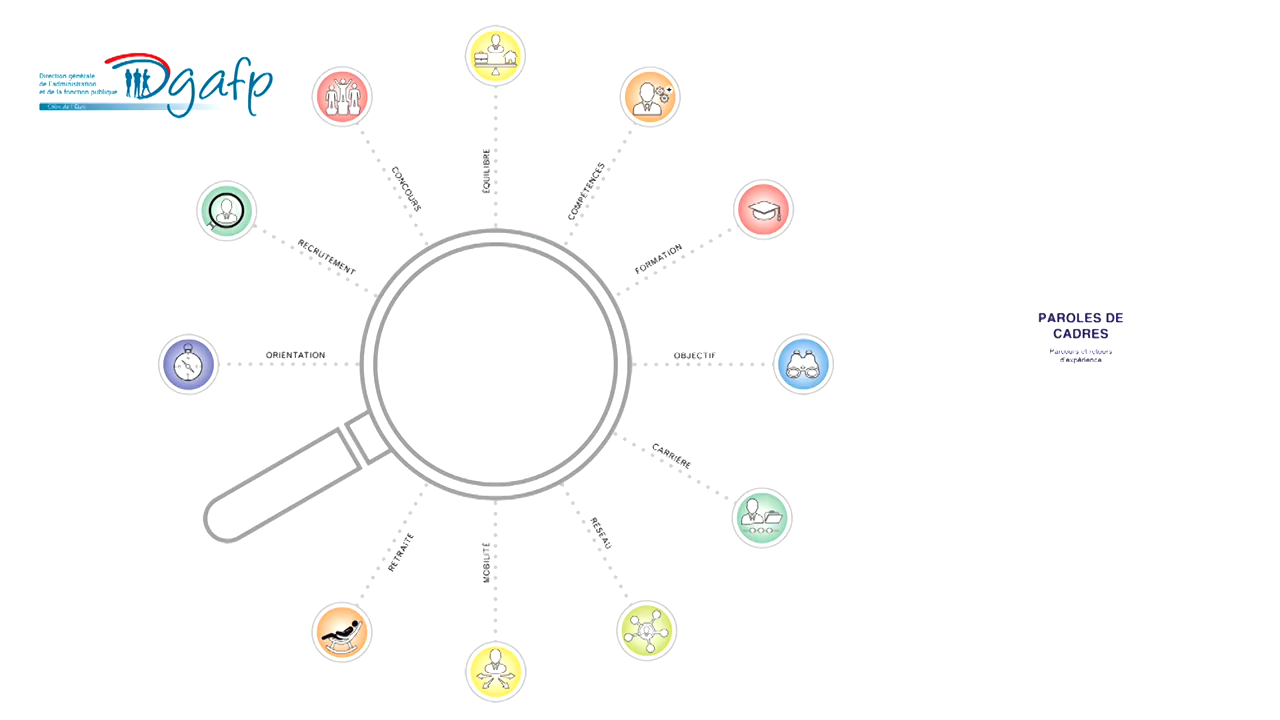 Direction générale
de l'administration
et de la fonction publique
Dgafp
ÉQUILIBRE
COMPÉTENCES
CONCOURS
FORMATION
RECRUTEMENT
ORIENTATION
OBJECTIF
PAROLES DE
CADRES
Parcours et retours
d'expérience
CARRIÈRE
RÉSEAU
RETRAITE
MOBILITÉ